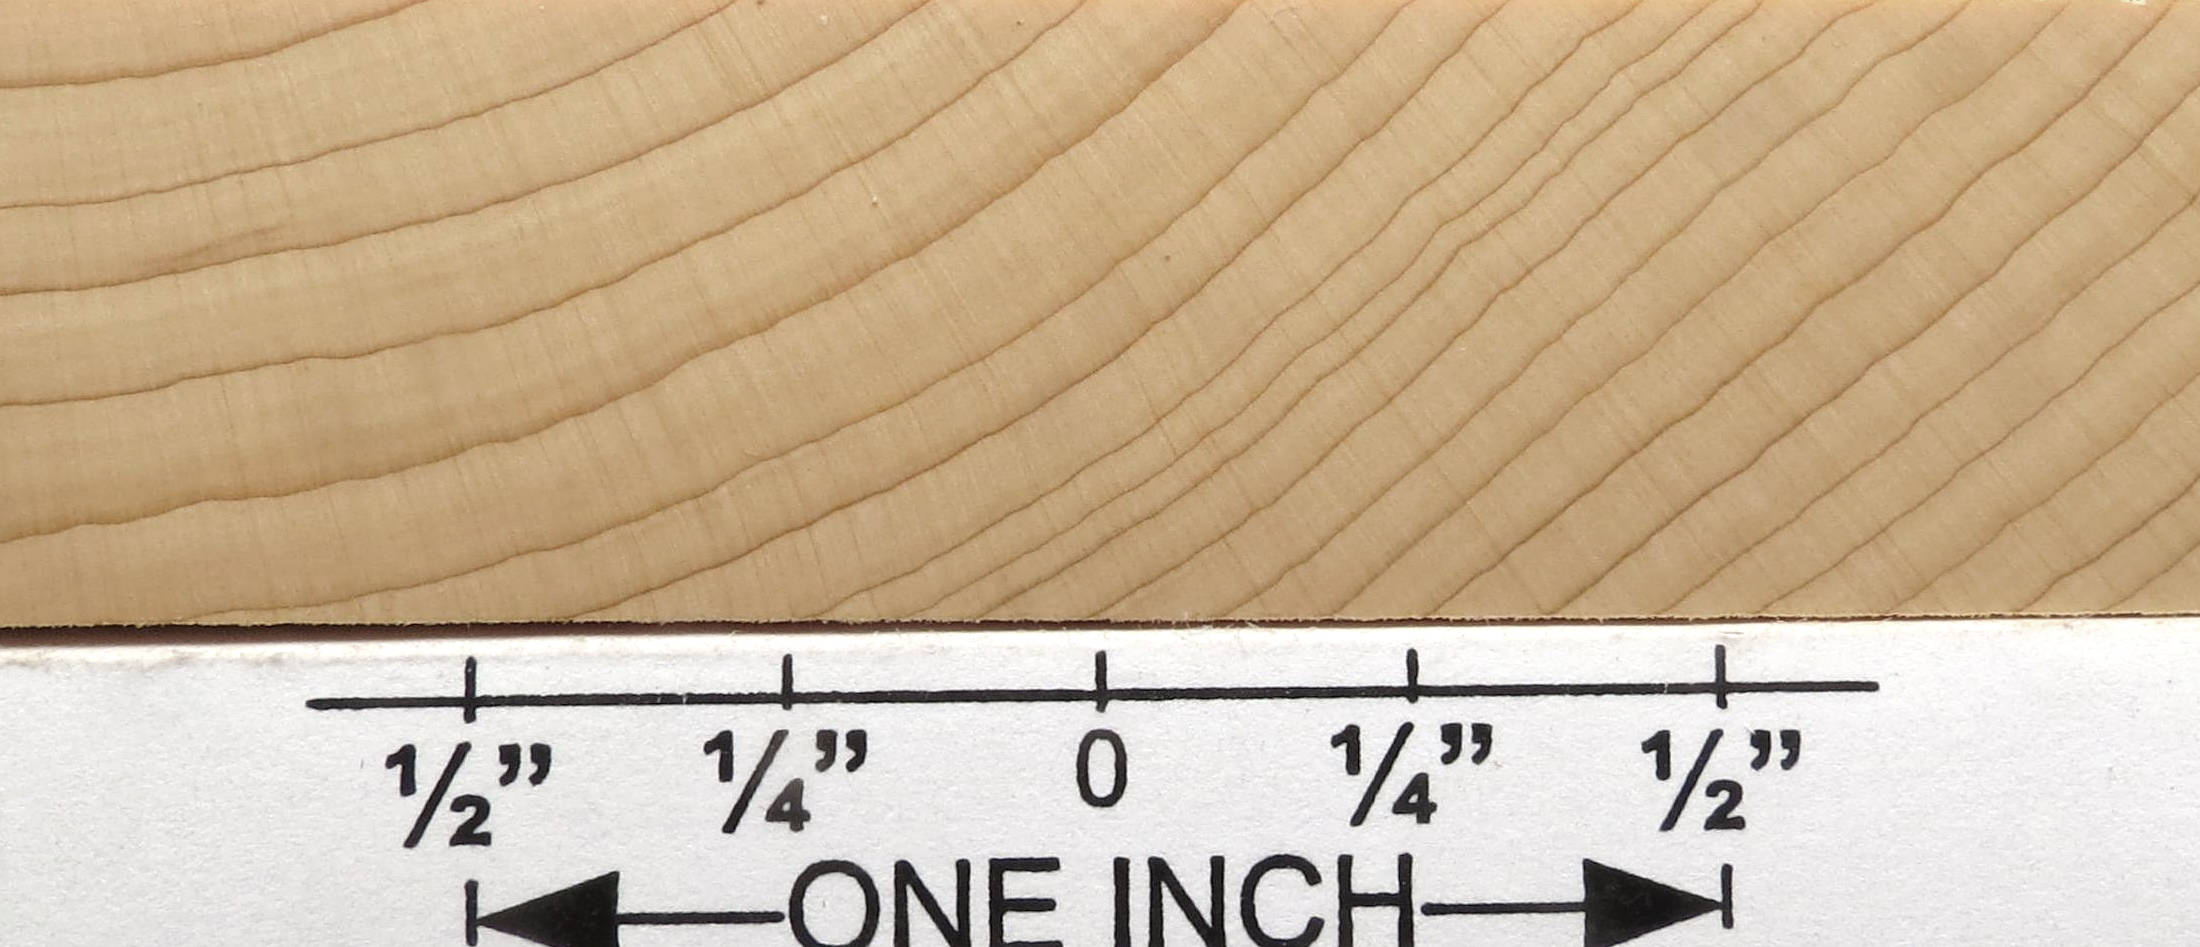 1/2” 1/4” 0 1/4” 1/2”
ONE INCH